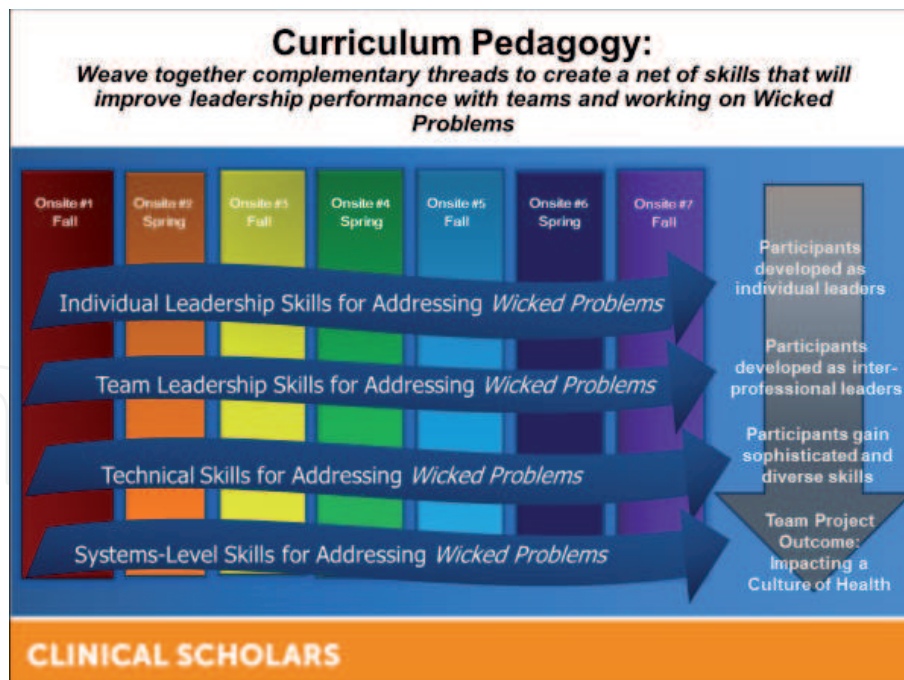 Curriculum Pedagogy:
Weave together complementary threads to create a net of skills that will
improve leadership performance with teams and working on Wicked
Problems
Onsite #1
Fall
Onsite #2
Spring
Onsite #3
Fall
Onsite #4
Spring
Onsite #5
Fall
Onsite #6
Spring
Onsite #7
Fall
Individual Leadership Skills for Addressing Wicked Problems
Participants
developed as
individual leaders
Team Leadership Skills for Addressing Wicked Problems
Participants
developed as inter-
professional leaders
Technical Skills for Addressing Wicked Problems
Participants gain
sophisticated and
diverse skills
Systems-Level Skills for Addressing Wicked Problems
Team Project
Outcome:
Impacting a
Culture of Health
CLINICAL SCHOLARS